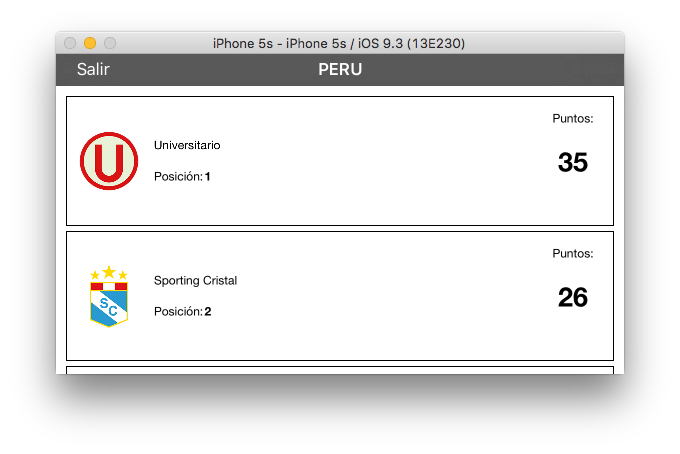 iPhone 5s - iPhone 5s / iOS 9.3 (13E230)
Salir
PERU
U
Universitario
Posición: 1
Puntos:
35
SC
Sporting Cristal
Posición: 2
Puntos:
26